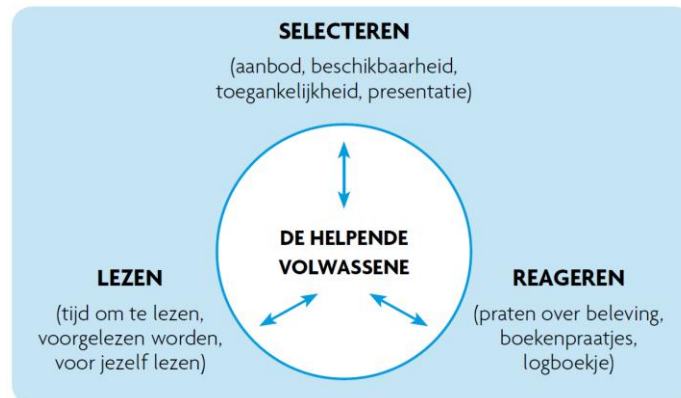 SELECTEREN
(aanbod, beschikbaarheid,
toegankelijkheid, presentatie)
DE HELPENDE
VOLWASSENE
LEZEN
(tijd om te lezen,
voorgelezen worden,
voor jezelf lezen)
REAGEREN
(praten over beleving,
boekenpraatjes,
logboekje)